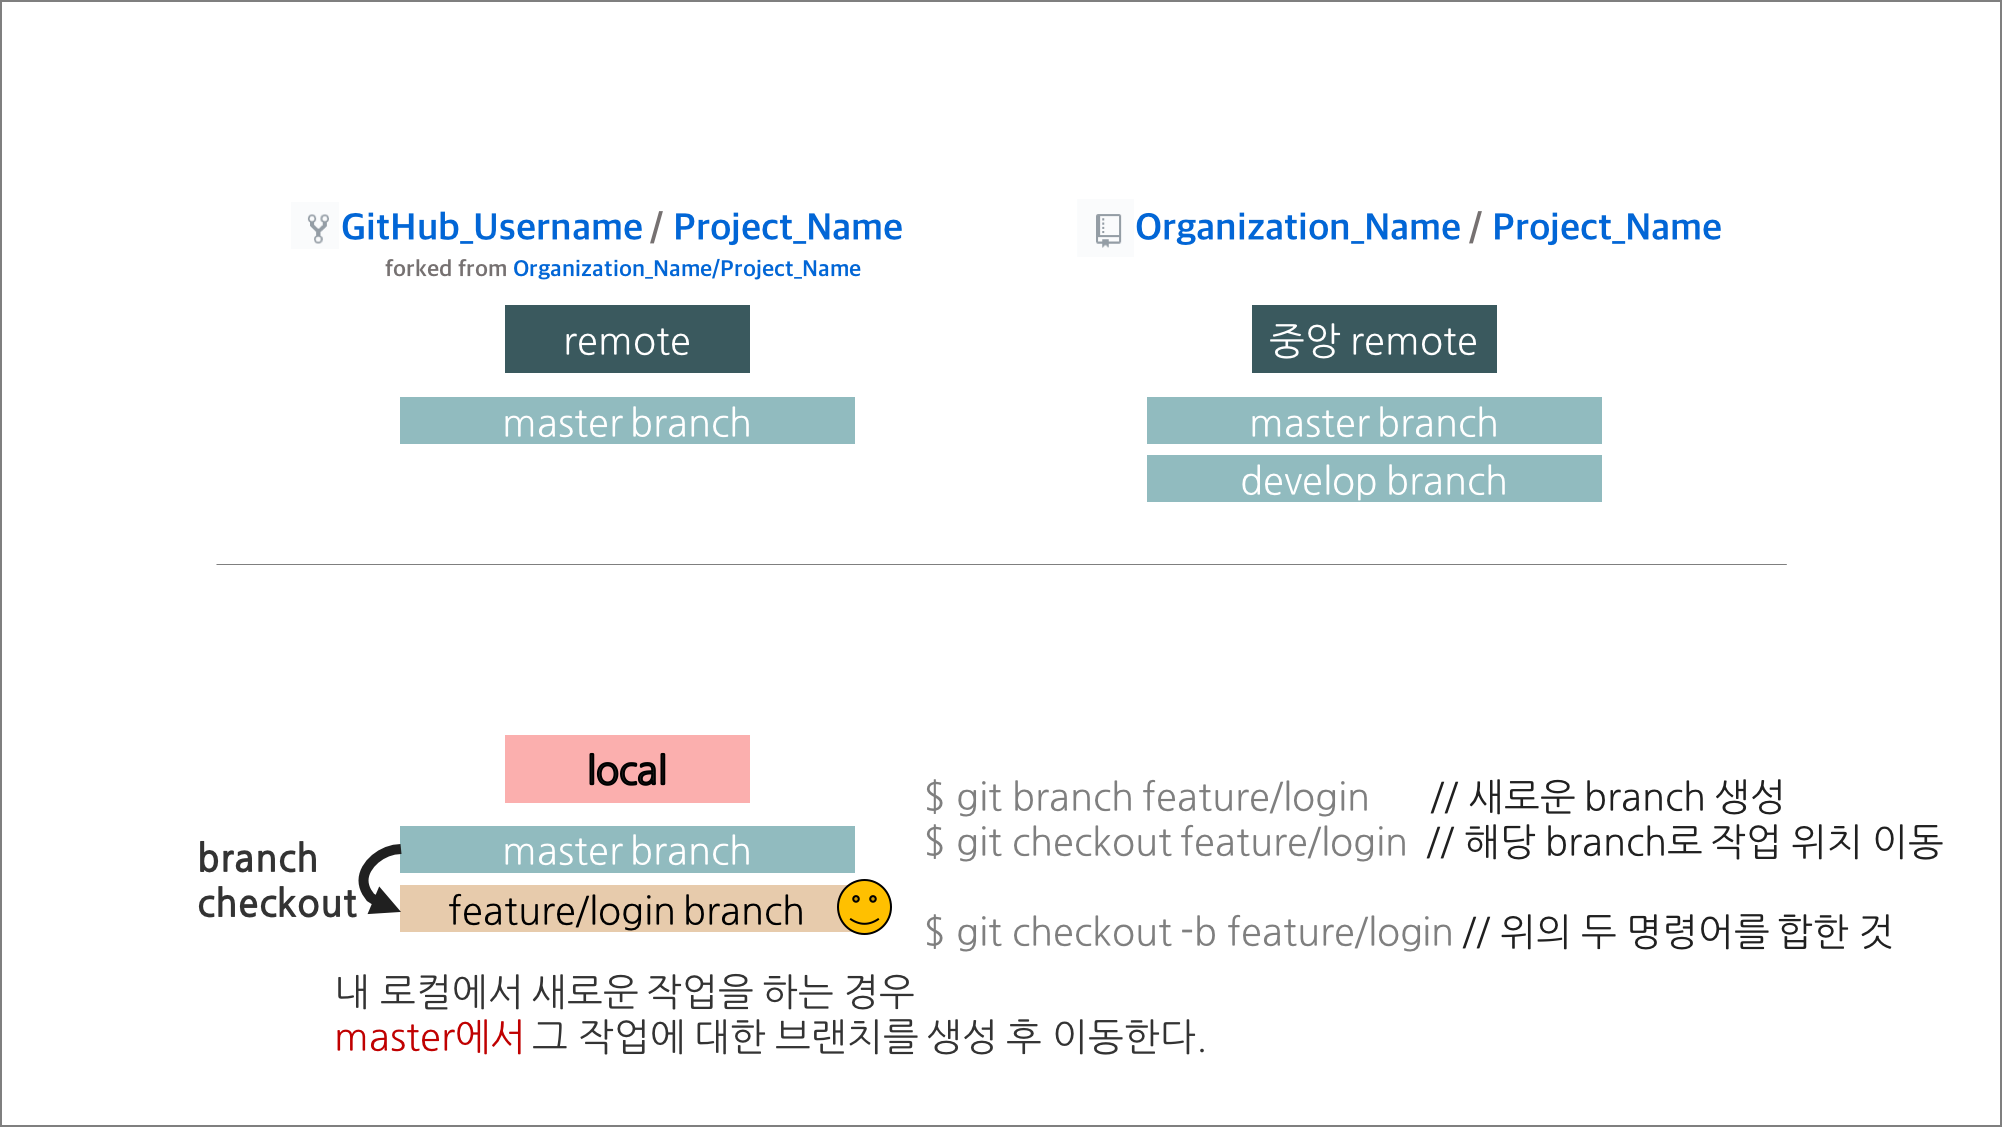 GitHub_Username / Project_Name
forked from Organization_Name/Project_Name
remote
master branch
Organization_Name / Project_Name
중앙 remote
master branch
develop branch
local
master branch
feature/login branch
branch
checkout
$ git branch feature/login // 새로운 branch 생성
$ git checkout feature/login // 해당 branch로 작업 위치 이동
$ git checkout -b feature/login // 위의 두 명령어를 합한 것
내 로컬에서 새로운 작업을 하는 경우
master에서 그 작업에 대한 브랜치를 생성 후 이동한다.